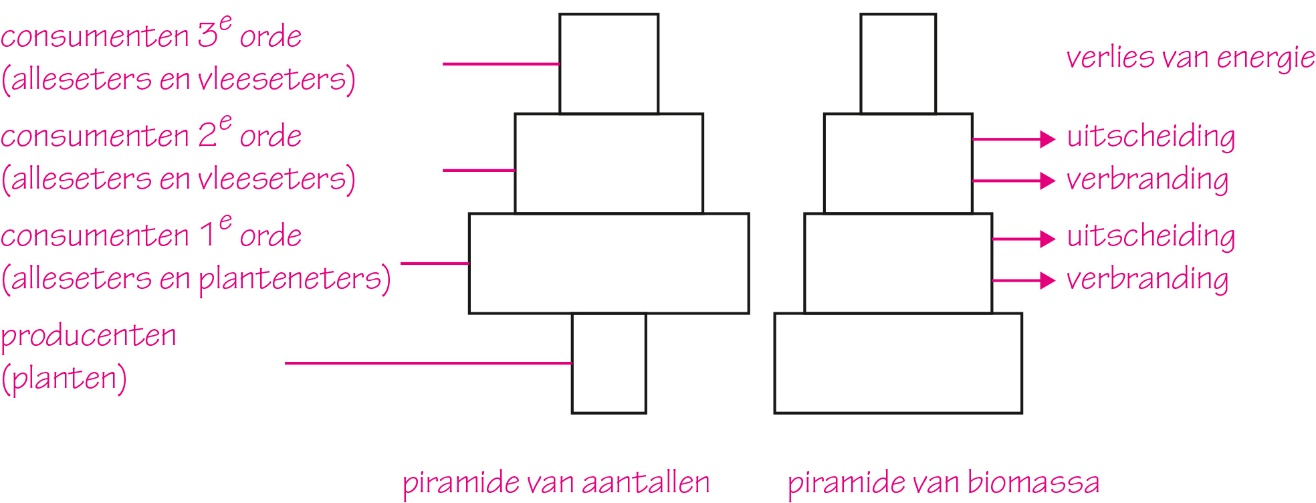 consumenten 3e orde
(alleseters en vleeseters)
consumenten 2e orde
(alleseters en vleeseters)
consumenten 1e orde
(alleseters en planteneters)
producenten
(planten)
verlies van energie
uitscheiding
verbranding
uitscheiding
verbranding
piramide van aantallen
piramide van biomassa